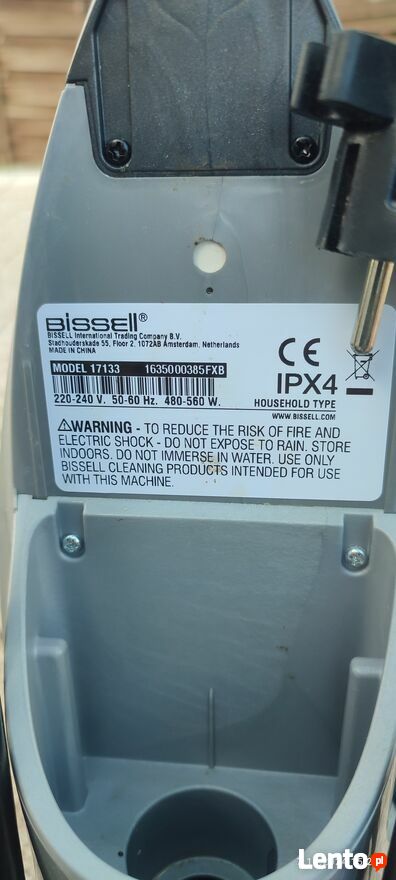 BISSELL®
BISSELL International Trading Company B.V.
Stadhouderskade 55, Floor 2, 1072AB Amsterdam, Netherlands
MADE IN CHINA
MODEL 17133 1635000385FXB
220-240 V. 50-60 Hz. 480-560 W.
CE
IPX4
HOUSEHOLD TYPE
WWW.BISSELL.COM
WARNING - TO REDUCE THE RISK OF FIRE AND
ELECTRIC SHOCK - DO NOT EXPOSE TO RAIN. STORE
INDOORS. DO NOT IMMERSE IN WATER. USE ONLY
BISSELL CLEANING PRODUCTS INTENDED FOR USE
WITH THIS MACHINE.
Lento.pl